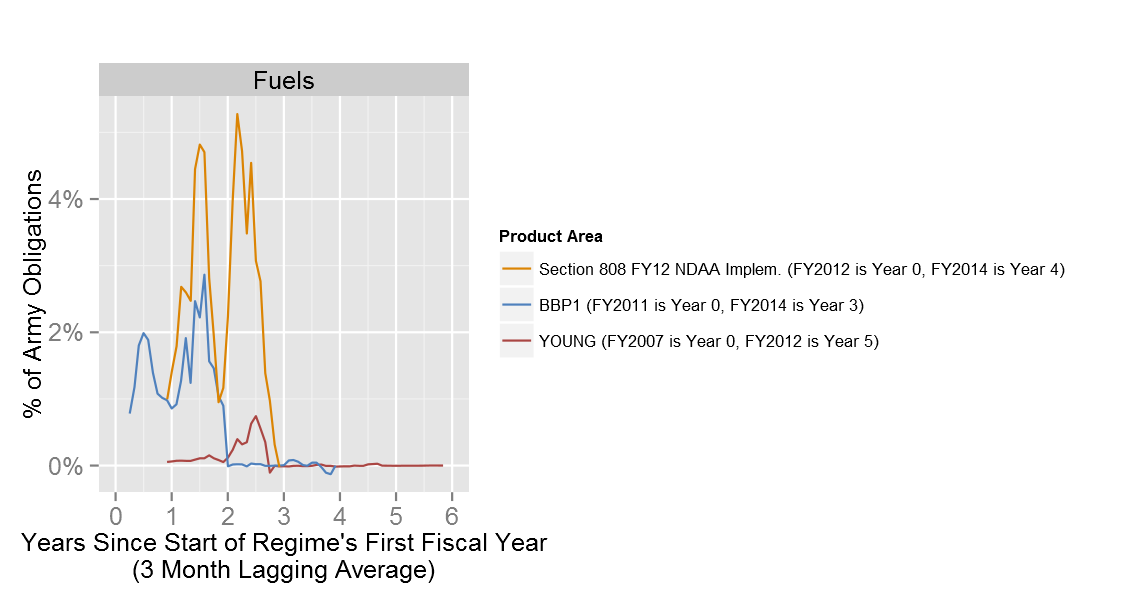 Fuels
% of Army Obligations
4%
2%
0%
0 1 2 3 4 5 6
Years Since Start of Regime's First Fiscal Year
(3 Month Lagging Average)
Product Area
Section 808 FY12 NDAA Implem. (FY2012 is Year 0, FY2014 is Year 4)
BBP1 (FY2011 is Year 0, FY2014 is Year 3)
YOUNG (FY2007 is Year 0, FY2012 is Year 5)